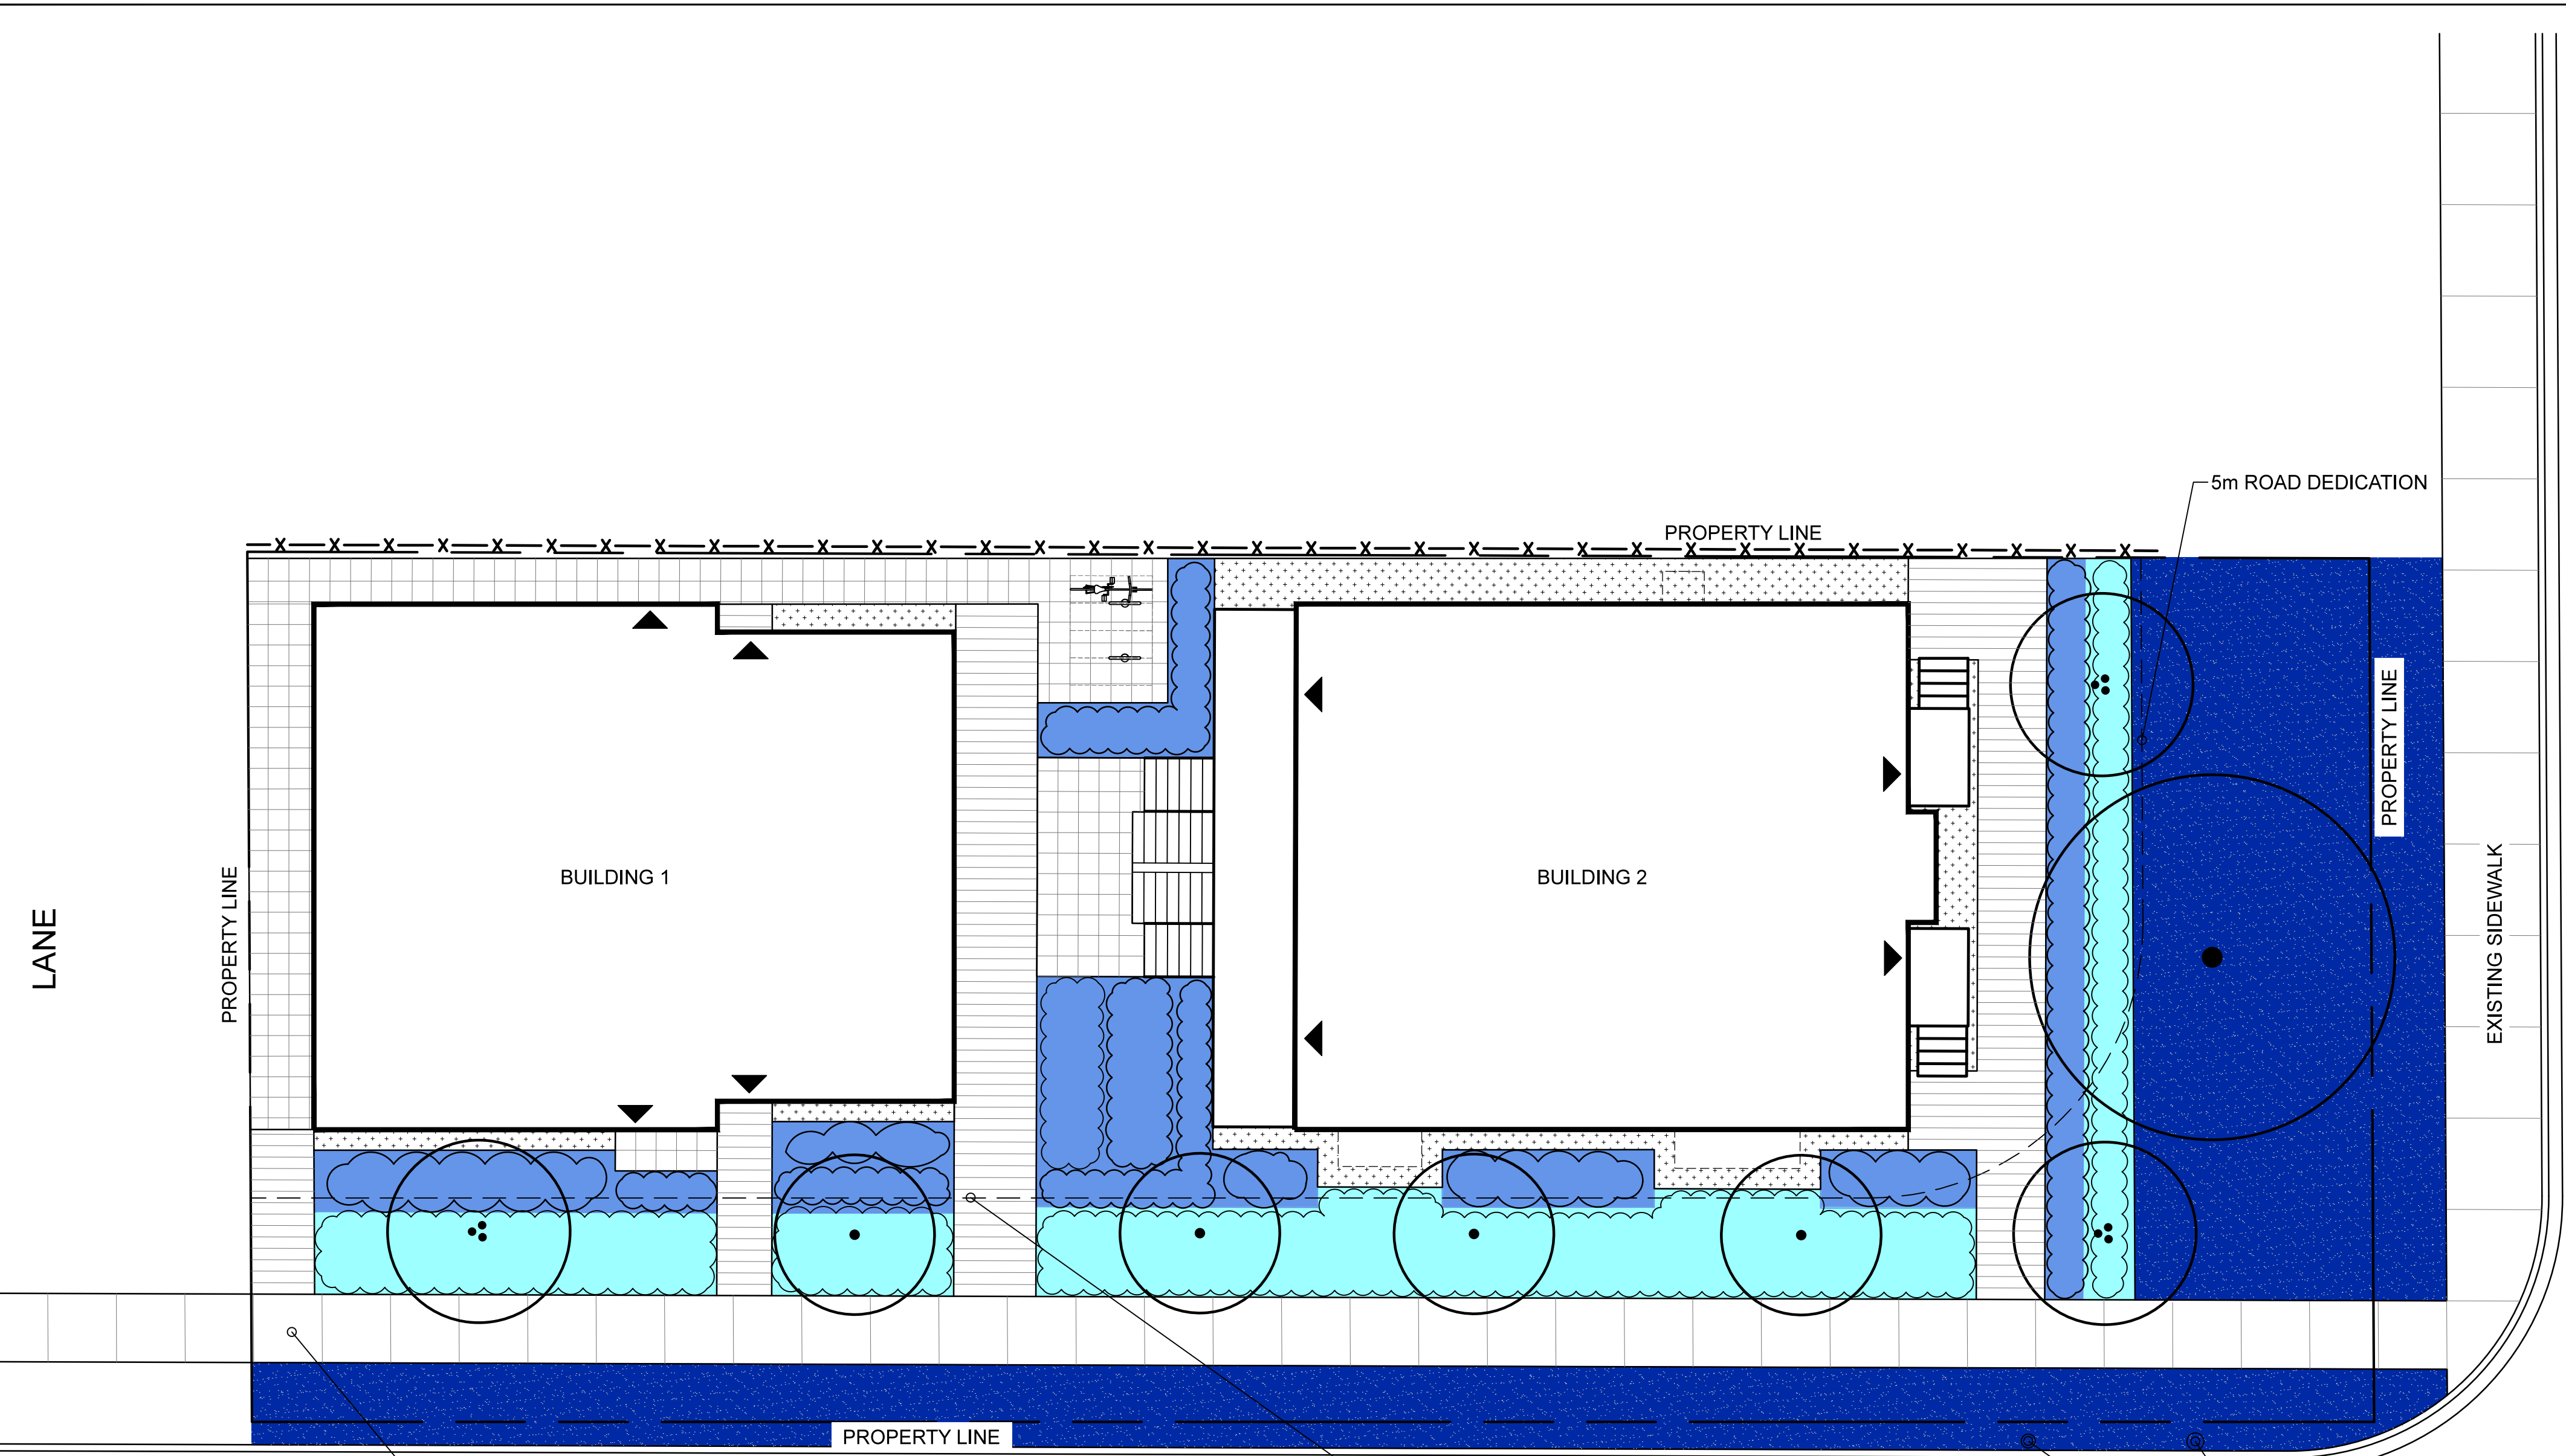 5m ROAD DEDICATION
PROPERTY LINE
PROPERTY LINE
BUILDING 1
BUILDING 2
LANE
PROPERTY LINE
EXISTING SIDEWALK
PROPERTY LINE